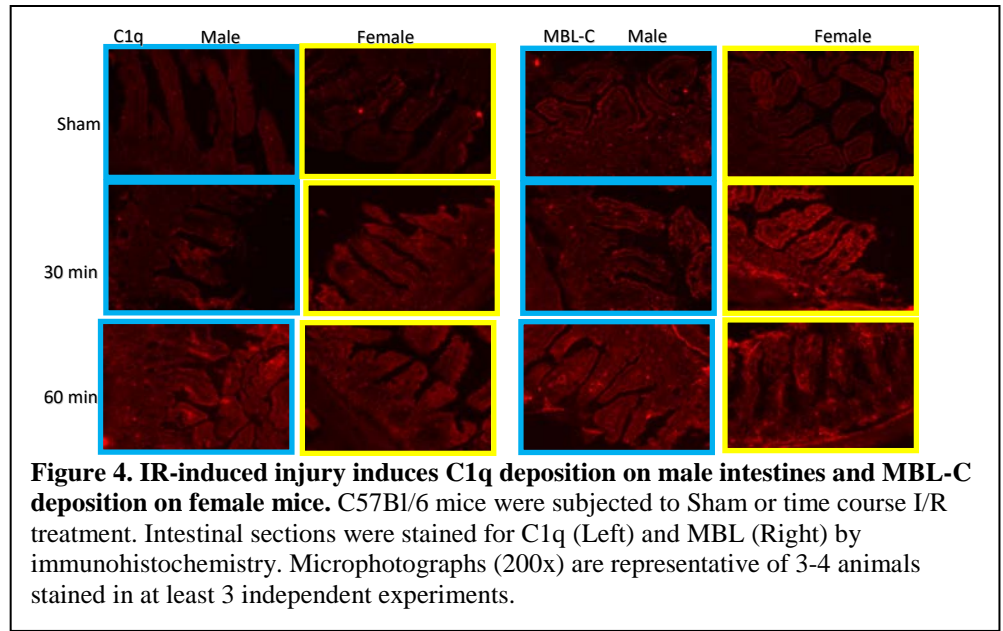 C1q Male Female MBL-C Male Female
Sham
30 min
60 min
Figure 4. IR-induced injury induces C1q deposition on male intestines and MBL-C
deposition on female mice. C57Bl/6 mice were subjected to Sham or time course I/R
treatment. Intestinal sections were stained for C1q (Left) and MBL (Right) by
immunohistochemistry. Microphotographs (200x) are representative of 3-4 animals
stained in at least 3 independent experiments.